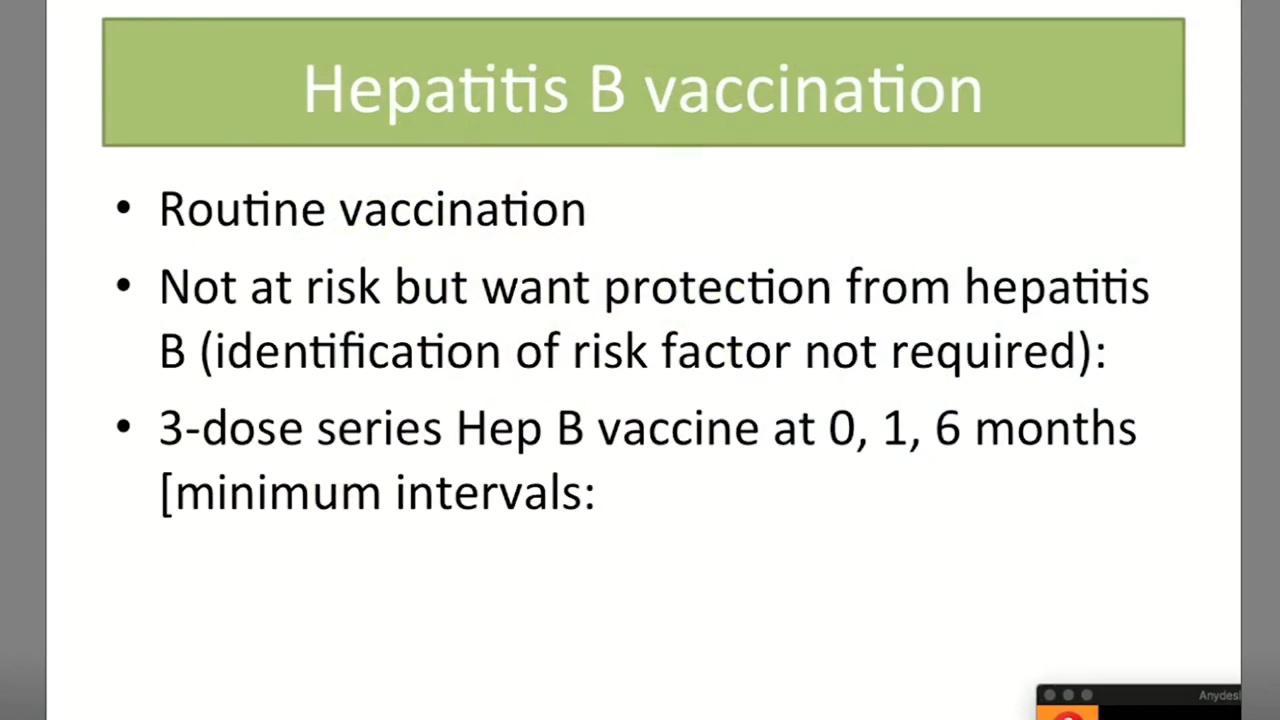 Hepatitis B vaccination
• Routine vaccination
• Not at risk but want protection from hepatitis
B (identification of risk factor not required):
• 3-dose series Hep B vaccine at 0, 1, 6 months
[minimum intervals: